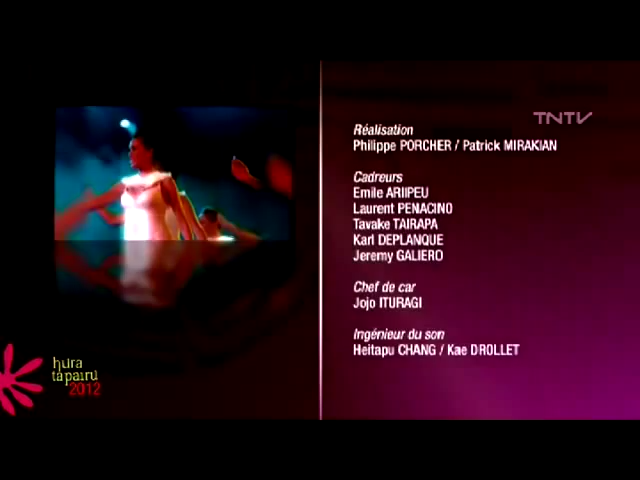 TNTV
Réalisation
Philippe PORCHER / Patrick MIRAKIAN
Cadreurs
Emile ARIIPEU
Laurent PENACINO
Tavake TAIRAPA
Karl DEPLANQUE
Jeremy GALIERO
Chef de car
Jojo ITURAGI
Ingénieur du son
Heitapu CHANG / Kae DROLLET
hura
tapairu
2012